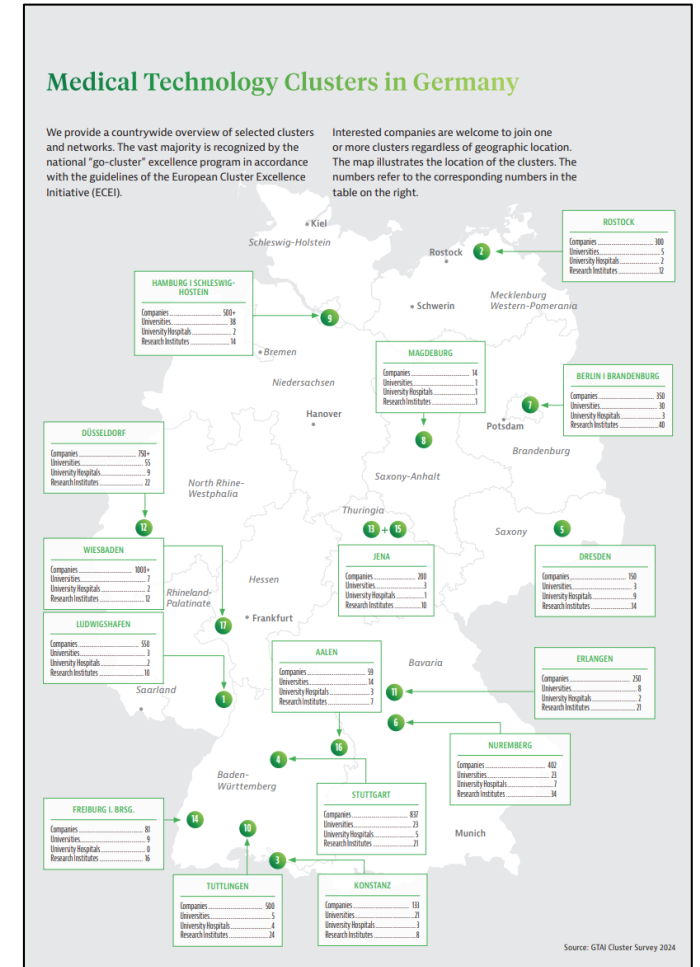 Medical Technology Clusters in Germany
We provide a countrywide overview of selected clusters
and networks. The vast majority is recognized by the
national "go-cluster" excellence program in accordance
with the guidelines of the European Cluster Excellence
Initiative (ECEI).
Interested companies are welcome to join one
or more clusters regardless of geographic location.
The map illustrates the location of the clusters. The
numbers refer to the corresponding numbers in the
table on the right.
Kiel
Schleswig-Holstein
Rostock
2
ROSTOCK
Companies 300
Universities 5
University Hospitals 2
Research Institutes 12
HAMBURG I SCHLESWIG-
HOSTEIN
Companies 500+
Universities 38
University Hospitals 2
Research Institutes 14
9
Schwerin
Mecklenburg
Western-Pomerania
Bremen
Niedersachsen
Hanover
MAGDEBURG
Companies 14
Universities 1
University Hospitals 1
Research Institutes 1
8
BERLIN I BRANDENBURG
Companies 350
Universities 30
University Hospitals 3
Research Institutes 40
7
Potsdam
Brandenburg
DÜSSELDORF
Companies 750+
Universities 55
University Hospitals 9
Research Institutes 22
12
North Rhine-
Westphalia
Saxony-Anhalt
Thuringia
13 + 15
Saxony
5
WIESBADEN
Companies 1000+
Universities 7
University Hospitals 2
Research Institutes 12
Hessen
Rhineland-
Palatinate
17
Frankfurt
JENA
Companies 200
Universities 3
University Hospitals 1
Research Institutes 10
DRESDEN
Companies 150
Universities 3
University Hospitals 9
Research Institutes 34
LUDWIGSHAFEN
Companies 550
Universities 3
University Hospitals 2
Research Institutes 10
Saarland
1
AALEN
Companies 59
Universities 14
University Hospitals 3
Research Institutes 7
16
Bavaria
11
ERLANGEN
Companies 250
Universities 8
University Hospitals 2
Research Institutes 21
6
NUREMBERG
Companies 402
Universities 23
University Hospitals 7
Research Institutes 34
4
Baden-
Württemberg
STUTTGART
Companies 837
Universities 23
University Hospitals 5
Research Institutes 21
Munich
FREIBURG I. BRSG.
Companies 81
Universities 9
University Hospitals 0
Research Institutes 16
14
10
3
TUTTLINGEN
Companies 500
Universities 5
University Hospitals 4
Research Institutes 24
KONSTANZ
Companies 133
Universities 21
University Hospitals 3
Research Institutes 8
Source: GTAI Cluster Survey 2024